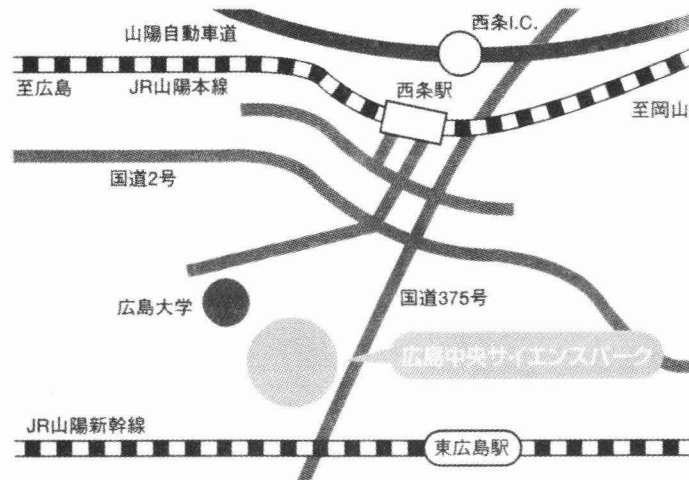 西条I.C.
山陽自動車道
至広島
JR山陽本線
西条駅
至岡山
国道2号
広島大学
国道375号
広島中央サイエンスパーク
JR山陽新幹線
東広島駅